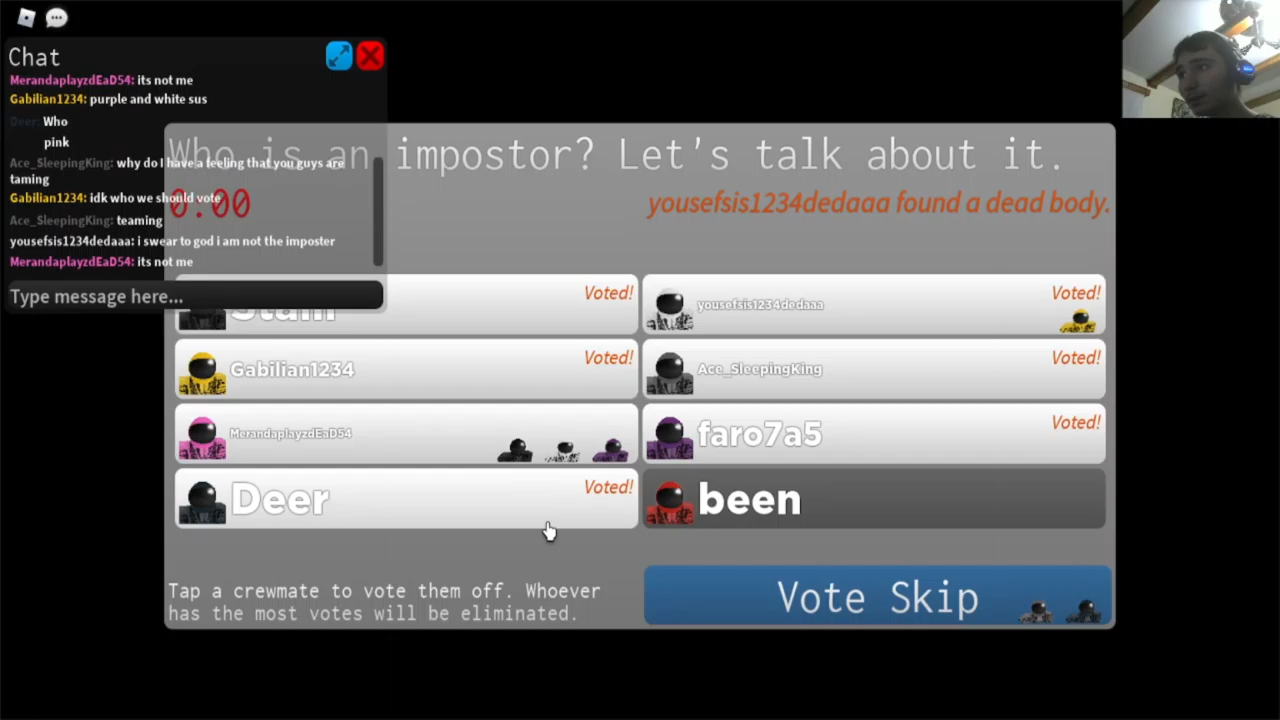 Chat
MerandaplayzdEaD54: its not me
Gabilian1234: purple and white sus
Deer: Who
pink
Ace_SleepingKing: why do I have a feeling that you guys are
taming
Gabilian1234: idk who we should vote
Ace_SleepingKing: teaming
yousefsis1234dedaaa: i swear to god i am not the imposter
MerandaplayzdEaD54: its not me
Type message here...
Who is an impostor? Let's talk about it.
0.00
yousefsis1234dedaaa found a dead body.
Voted!
yousefsis1234dedaaa Voted!
Gabilian1234 Voted!
Ace_SleepingKing Voted!
MerandaplayzdEaD54
faro7a5 Voted!
Deer Voted!
been
Tap a crewmate to vote them off. Whoever
has the most votes will be eliminated.
Vote Skip